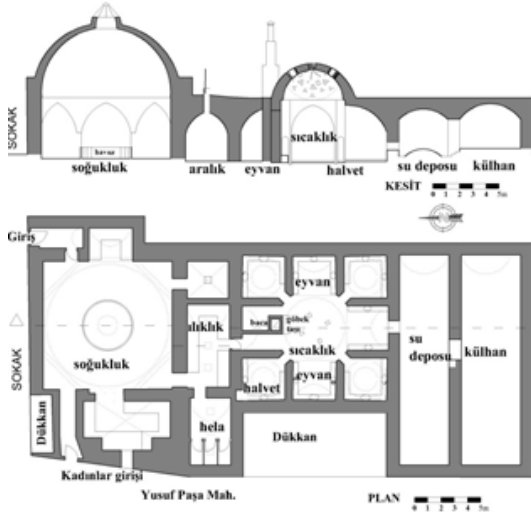 SOKAK
havuz
soğukluk
aralık
eyvan
sıcaklık
halvet
su deposu
külhan
KESİT
0 1 2 3 4 5m
Giriş
SOKAK
soğukluk
ılıklık
eyvan
baca
göbek
taşı
sıcaklık
halvet
eyvan
su
deposu
külhan
Dükkan
hela
Dükkan
Kadınlar girişi
Yusuf Paşa Mah.
PLAN
0 1 2 3 4 5m